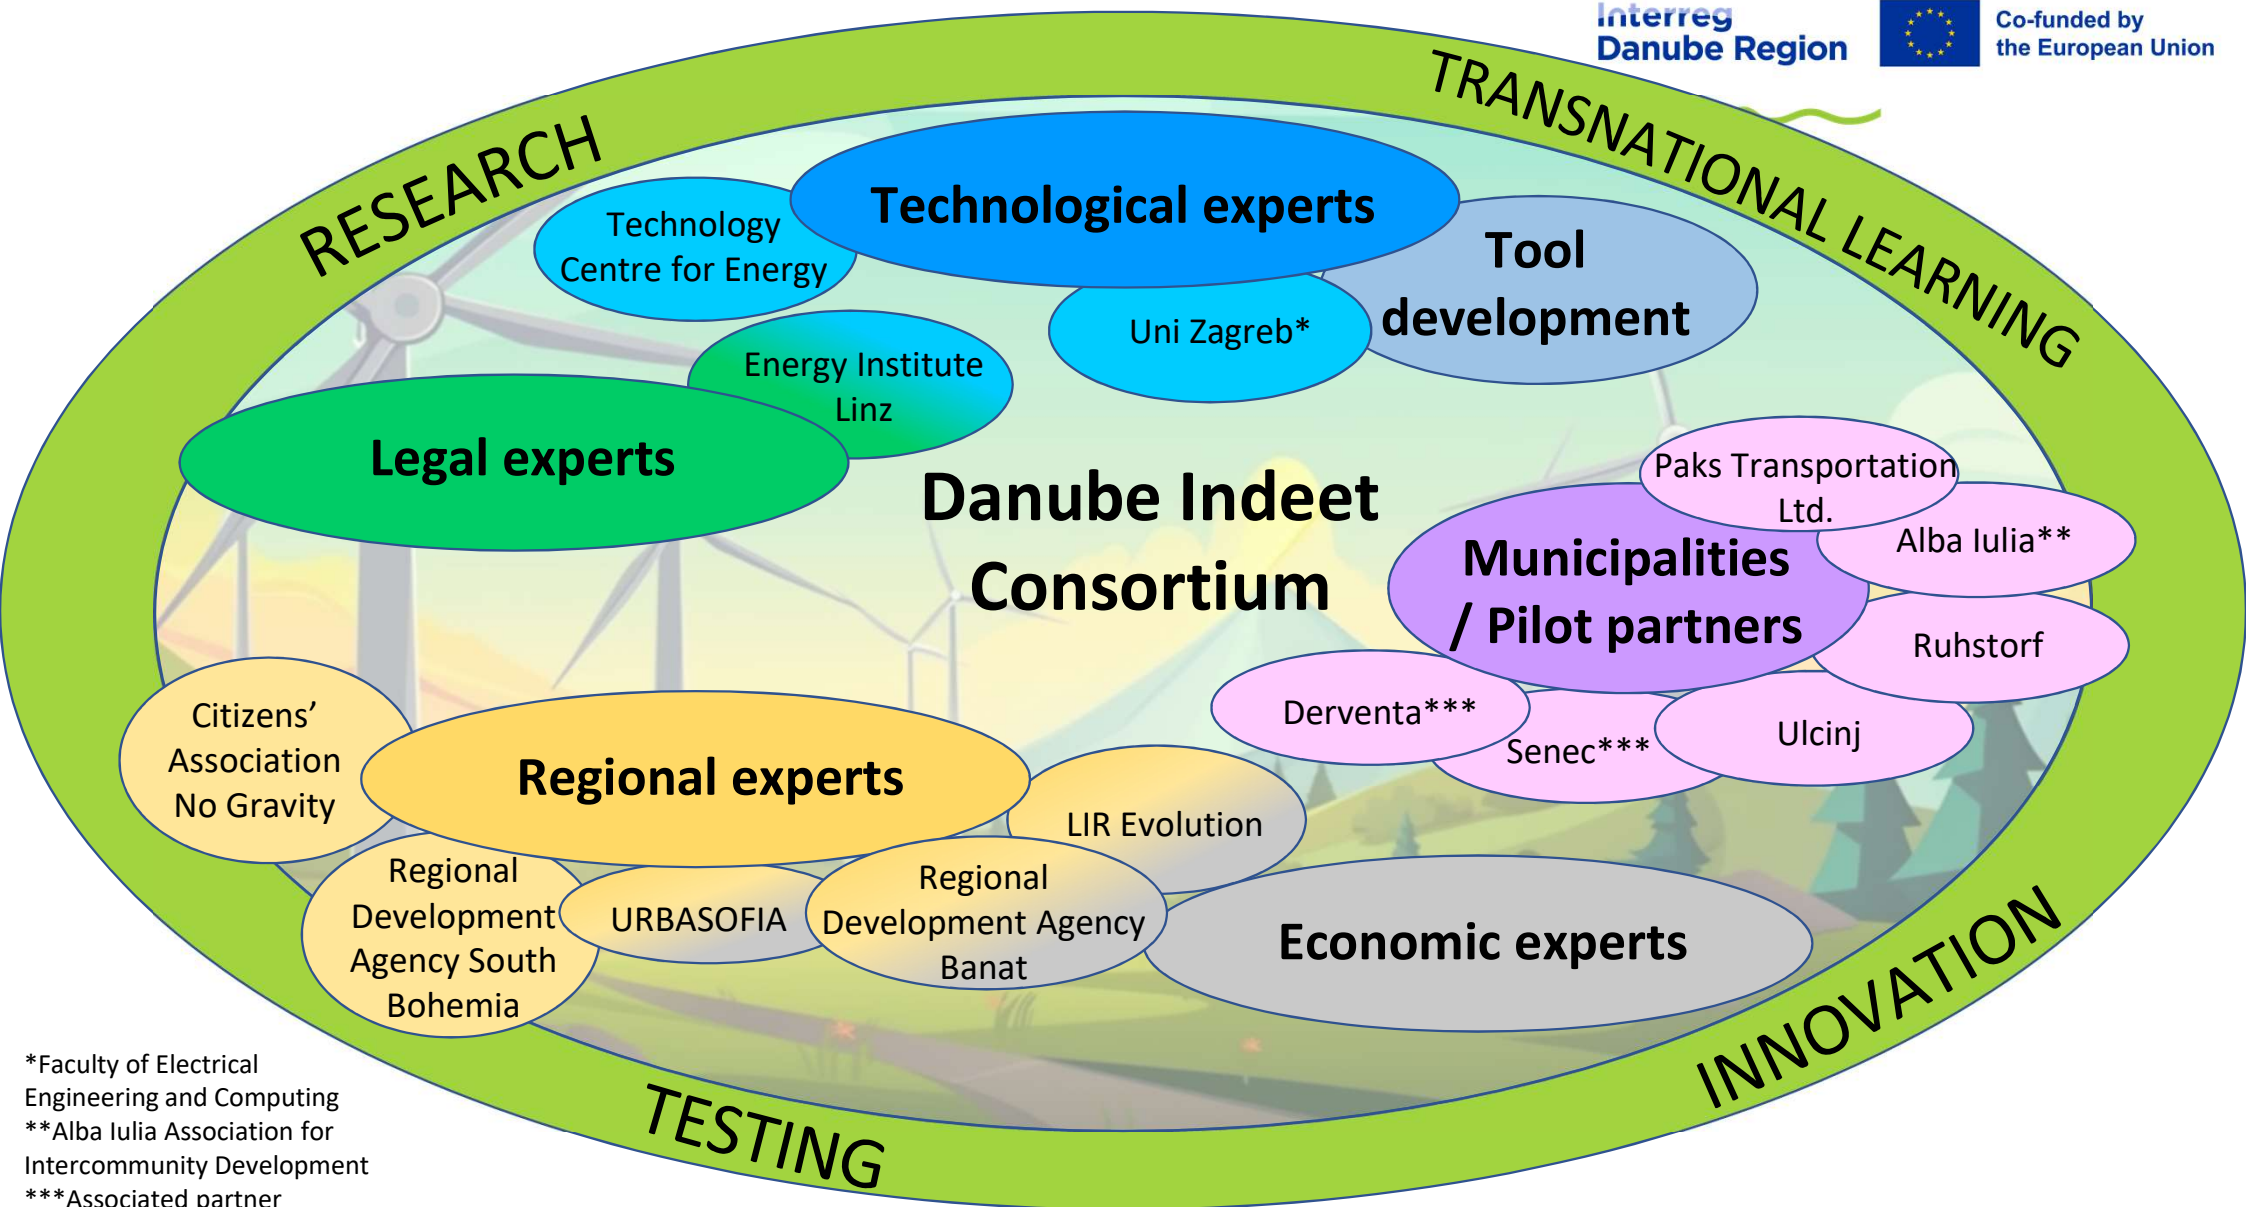 Interreg
Danube Region
Co-funded by
the European Union
RESEARCH
TRANSNATIONAL LEARNING
Technological experts
Technology
Centre for Energy
Tool
development
Uni Zagreb*
Energy Institute
Linz
Legal experts
Danube Indeet
Consortium
Paks Transportation
Ltd.
Alba Iulia**
Municipalities
/ Pilot partners
Ruhstorf
Derventa***
Senec***
Ulcinj
Citizens’
Association
No Gravity
Regional experts
LIR Evolution
Regional
Development
Agency South
Bohemia
URBASOFIA
Regional
Development Agency
Banat
Economic experts
INNOVATION
TESTING
*Faculty of Electrical
Engineering and Computing
**Alba Iulia Association for
Intercommunity Development
***Associated partner